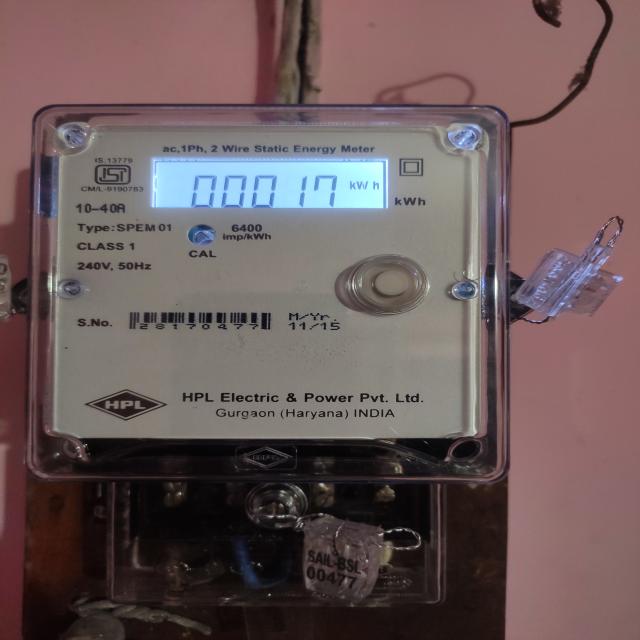 ac,1Ph, 2 Wire Static Energy Meter
IS.13779
ISI
CM/L-9190753
00017 kWh
kWh
10-40A
Type:SPEM 01
6400
imp/kWh
CLASS 1
CAL
240V, 50Hz
S.No.
28170477
M/Yr.
11/15
HPL
HPL Electric & Power Pvt. Ltd.
Gurgaon (Haryana) INDIA
SAIL-BSL
00477